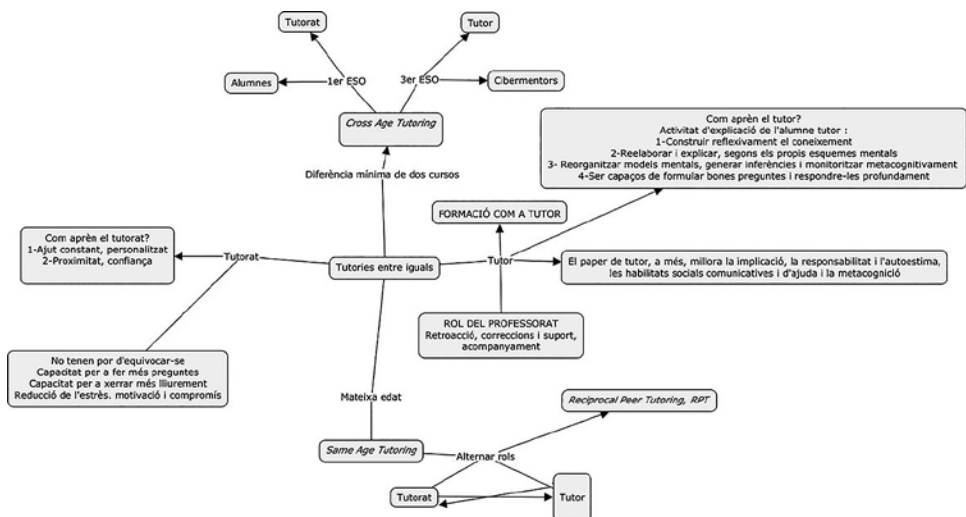 Tutorat
Tutor
Alumnes
1er ESO
3er ESO
Cibermentors
Cross Age Tutoring
Diferència mínima de dos cursos
Com aprèn el tutor?
Activitat d'explicació de l'alumne tutor :
1-Construir reflexivament el coneixement
2-Reelaborar i explicar, segons els propis esquemes mentals
3- Reorganitzar models mentals, generar inferències i monitoritzar metacognitivament
4-Ser capaços de formular bones preguntes i respondre-les profundament
FORMACIÓ COM A TUTOR
Com aprèn el tutorat?
1-Ajut constant, personalitzat
2-Proximitat, confiança
Tutorat
Tutories entre iguals
Tutor
El paper de tutor, a més, millora la implicació, la responsabilitat i l'autoestima,
les habilitats socials comunicatives i d'ajuda i la metacognició
ROL DEL PROFESSORAT
Retroacció, correccions i suport,
acompanyament
No tenen por d'equivocar-se
Capacitat per a fer més preguntes
Capacitat per a xerrar més lliurement
Reducció de l'estrès. motivació i compromís
Mateixa edat
Reciprocal Peer Tutoring, RPT
Same Age Tutoring
Alternar rols
Tutorat
Tutor